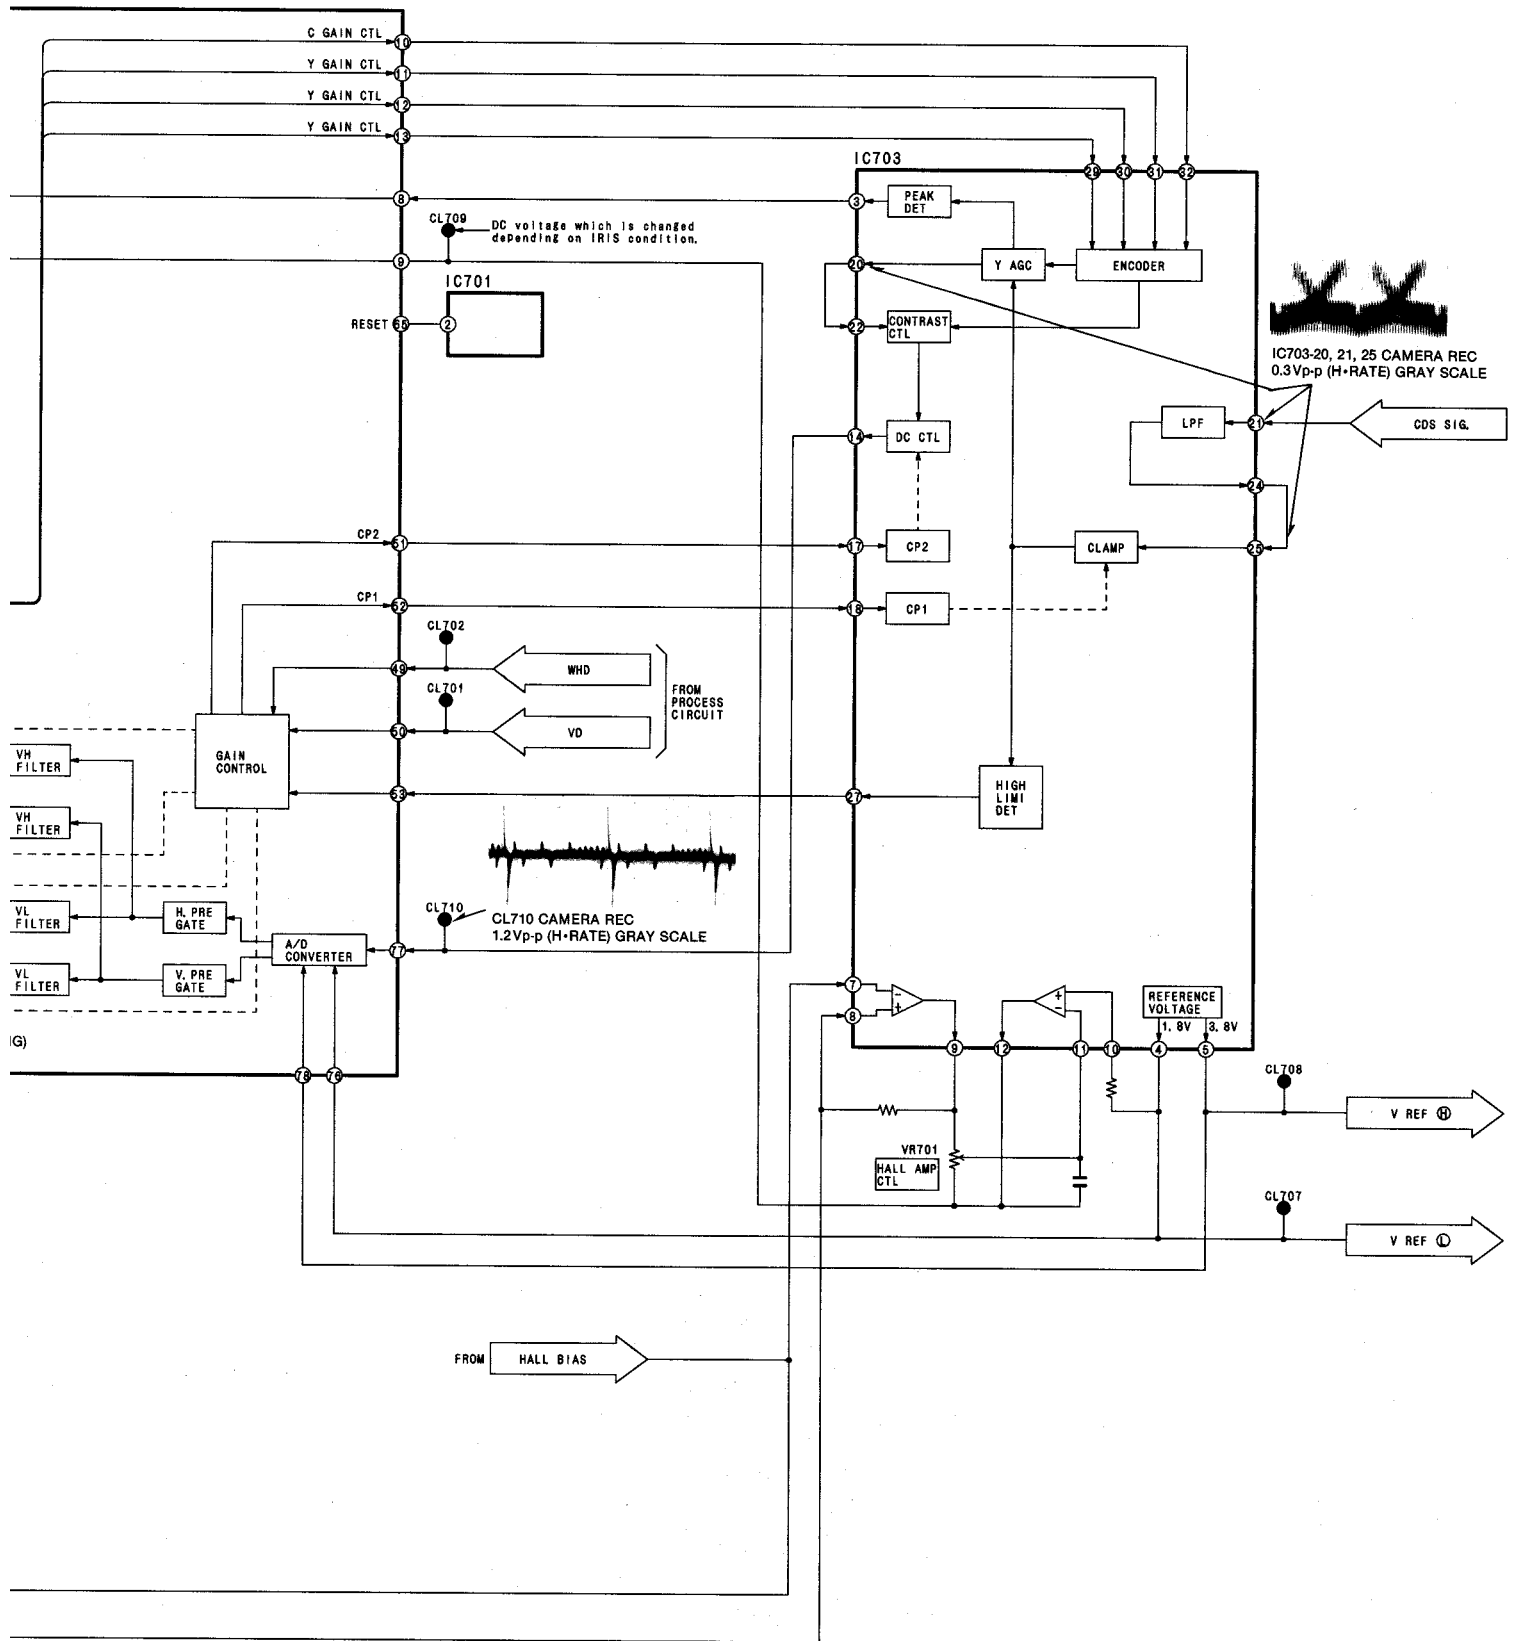 C GAIN CTL
10
Y GAIN CTL
11
Y GAIN CTL
12
Y GAIN CTL
13
IC703
29
30
31
32
8
3
PEAK
DET
CL709
DC voltage which is changed
depending on IRIS condition.
9
20
Y AGC
ENCODER
IC701
RESET
65
2
22
CONTRAST
CTL
IC703-20, 21, 25 CAMERA REC
0.3Vp-p (H•RATE) GRAY SCALE
14
DC CTL
LPF
21
CDS SIG.
24
CP2
51
17
CP2
CLAMP
25
CP1
52
18
CP1
CL702
49
WHD
CL701
50
VD
FROM
PROCESS
CIRCUIT
GAIN
CONTROL
VH
FILTER
53
27
HIGH
LIMI
DET
VH
FILTER
CL710
CL710 CAMERA REC
1.2Vp-p (H•RATE) GRAY SCALE
VL
FILTER
H. PRE
GATE
A/D
CONVERTER
77
VL
FILTER
V. PRE
GATE
7
8
-
+
+
-
REFERENCE
VOLTAGE
1. 8V
3. 8V
IG)
9
12
11
10
4
5
78
76
CL708
V REF Ⓗ
VR701
HALL AMP
CTL
CL707
V REF Ⓛ
FROM
HALL BIAS